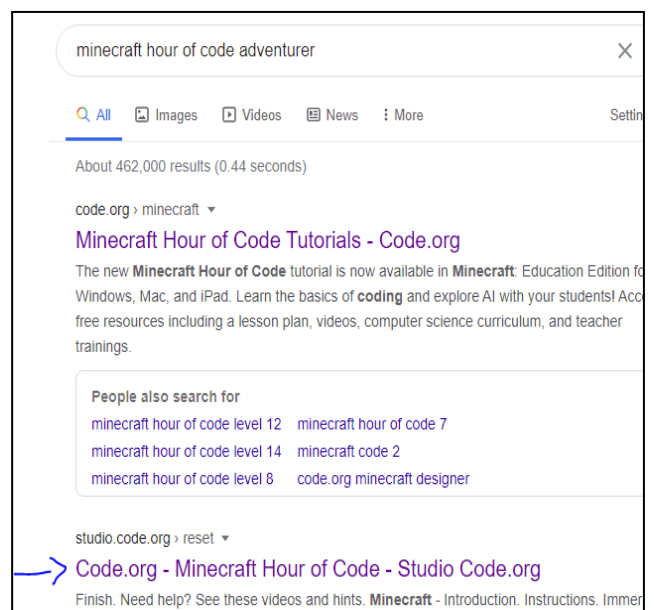 minecraft hour of code adventurer
All Images Videos News More Settin
About 462,000 results (0.44 seconds)
code.org › minecraft
Minecraft Hour of Code Tutorials - Code.org
The new Minecraft Hour of Code tutorial is now available in Minecraft: Education Edition fo
Windows, Mac, and iPad. Learn the basics of coding and explore AI with your students! Acc
free resources including a lesson plan, videos, computer science curriculum, and teacher
trainings.
People also search for
minecraft hour of code level 12 minecraft hour of code 7
minecraft hour of code level 14 minecraft code 2
minecraft hour of code level 8 code.org minecraft designer
studio.code.org › reset
Code.org - Minecraft Hour of Code - Studio Code.org
Finish. Need help? See these videos and hints. Minecraft - Introduction. Instructions. Immer